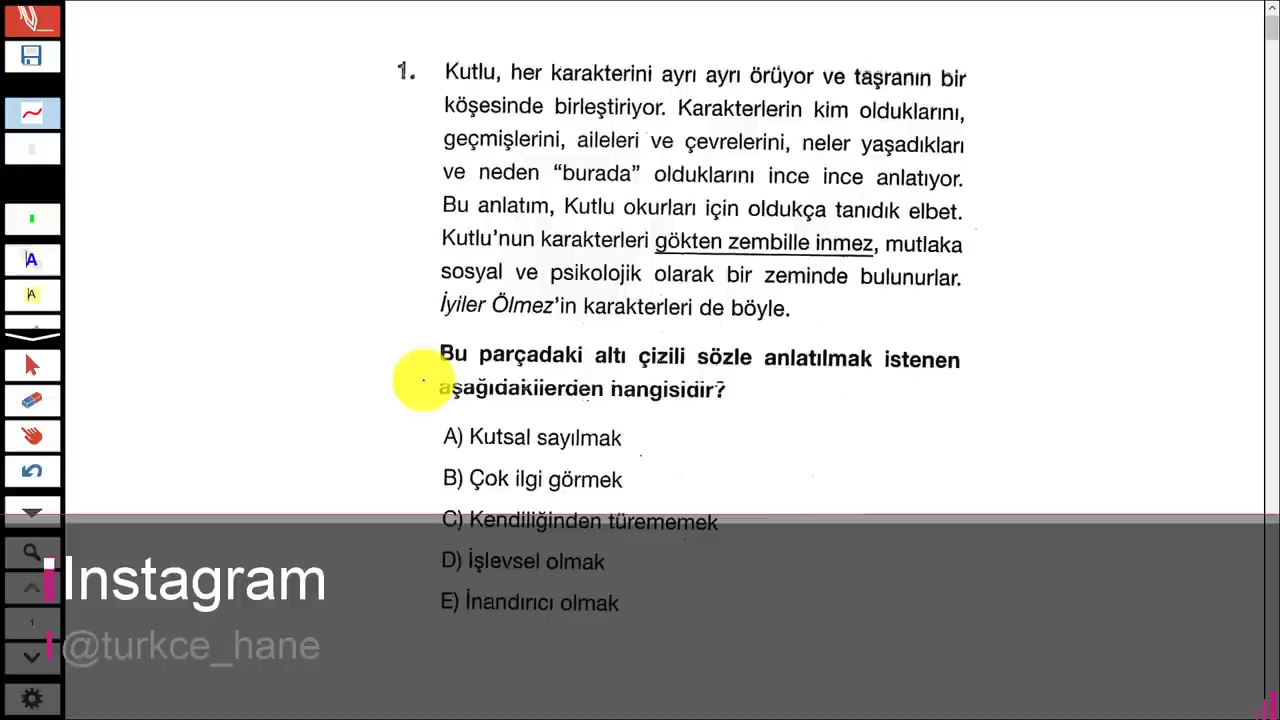 1. Kutlu, her karakterini ayrı ayrı örüyor ve taşranın bir
köşesinde birleştiriyor. Karakterlerin kim olduklarını,
geçmişlerini, aileleri ve çevrelerini, neler yaşadıkları
ve neden “burada” olduklarını ince ince anlatıyor.
Bu anlatım, Kutlu okurları için oldukça tanıdık elbet.
Kutlu’nun karakterleri gökten zembille inmez, mutlaka
sosyal ve psikolojik olarak bir zeminde bulunurlar.
İyiler Ölmez’in karakterleri de böyle.
Bu parçadaki altı çizili sözle anlatılmak istenen
aşağıdakilerden hangisidir?
A) Kutsal sayılmak
B) Çok ilgi görmek
C) Kendiliğinden türememek
D) İşlevsel olmak
E) İnandırıcı olmak
A
A
1
Instagram
@turkce_hane